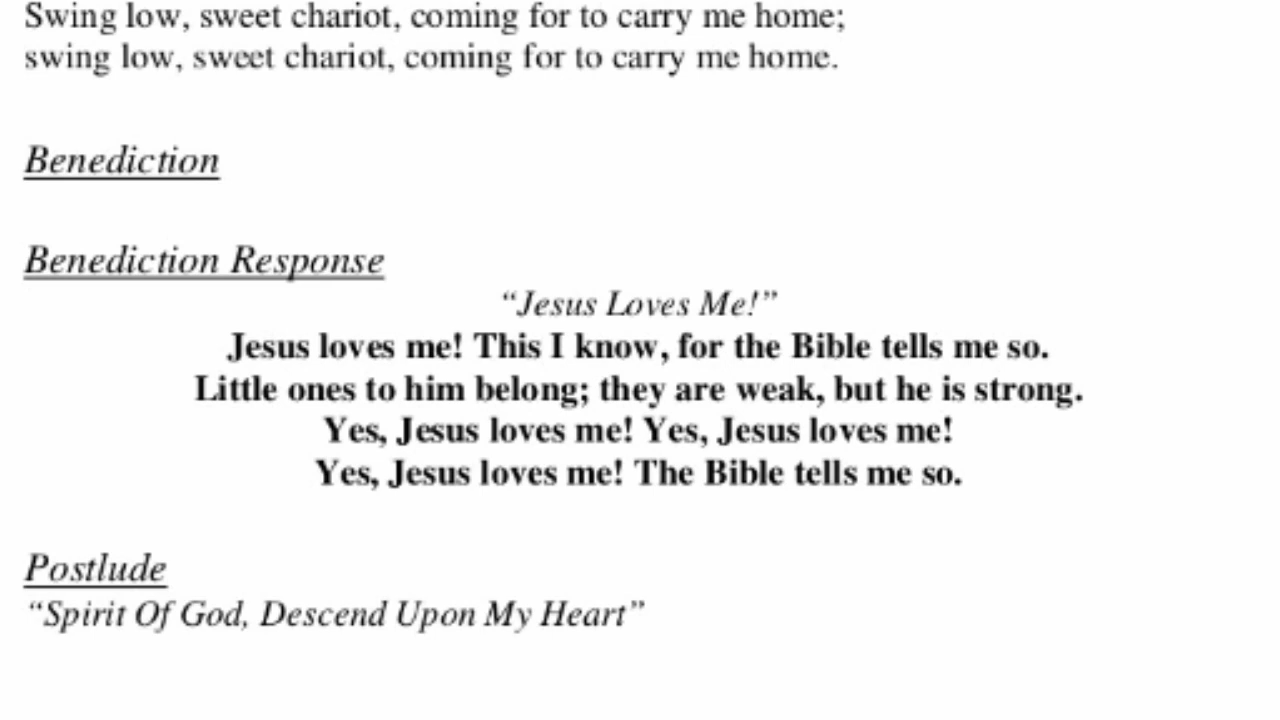 Swing low, sweet chariot, coming for to carry me home;
swing low, sweet chariot, coming for to carry me home.
Benediction
Benediction Response
“Jesus Loves Me!”
Jesus loves me! This I know, for the Bible tells me so.
Little ones to him belong; they are weak, but he is strong.
Yes, Jesus loves me! Yes, Jesus loves me!
Yes, Jesus loves me! The Bible tells me so.
Postlude
“Spirit Of God, Descend Upon My Heart”